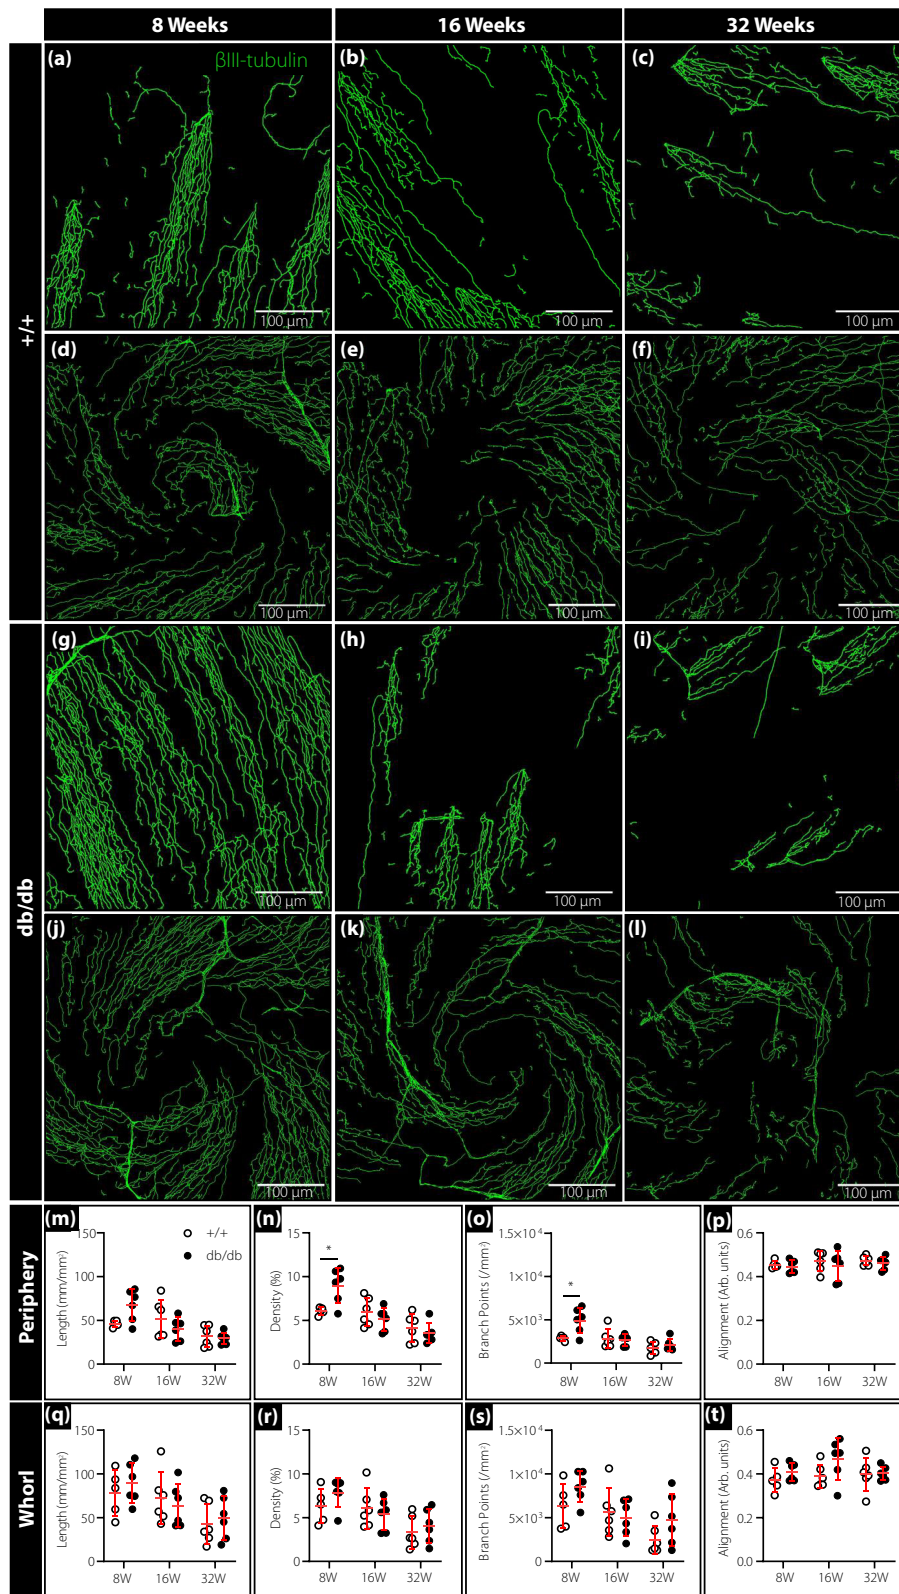 8 Weeks
16 Weeks
32 Weeks
+/+
(a)
βIII-tubulin
100 µm
(b)
100 µm
(c)
100 µm
(d)
100 µm
(e)
100 µm
(f)
100 µm
db/db
(g)
100 µm
(h)
100 µm
(i)
100 µm
(j)
100 µm
(k)
100 µm
(l)
100 µm
Periphery
(m)
Length (mm/mm²)
150
100
50
0
8W 16W 32W
+/+
db/db
(n)
Density (%)
15
10
5
0
*
8W 16W 32W
(o)
Branch Points (/mm²)
1.5×10⁴
1×10⁴
5×10³
0
*
8W 16W 32W
(p)
Alignment (Arb. units)
0.6
0.4
0.2
0.0
8W 16W 32W
Whorl
(q)
Length (mm/mm²)
150
100
50
0
8W 16W 32W
(r)
Density (%)
15
10
5
0
8W 16W 32W
(s)
Branch Points (/mm²)
1.5×10⁴
1×10⁴
5×10³
0
8W 16W 32W
(t)
Alignment (Arb. units)
0.6
0.4
0.2
0.0
8W 16W 32W